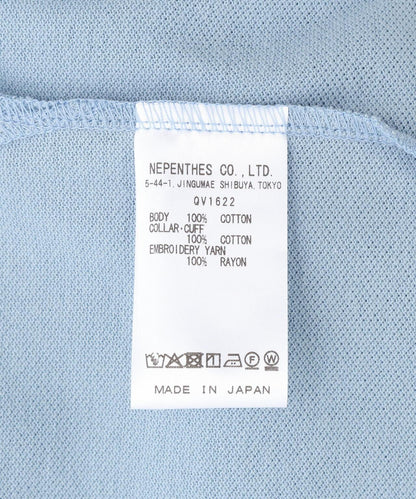 NEPENTHES CO.,LTD.
5-44-1, JINGUMAE SHIBUYA, TOKYO
QV1622
BODY 100% COTTON
COLLAR·CUFF
100% COTTON
EMBROIDERY YARN
100% RAYON
F W
MADE IN JAPAN